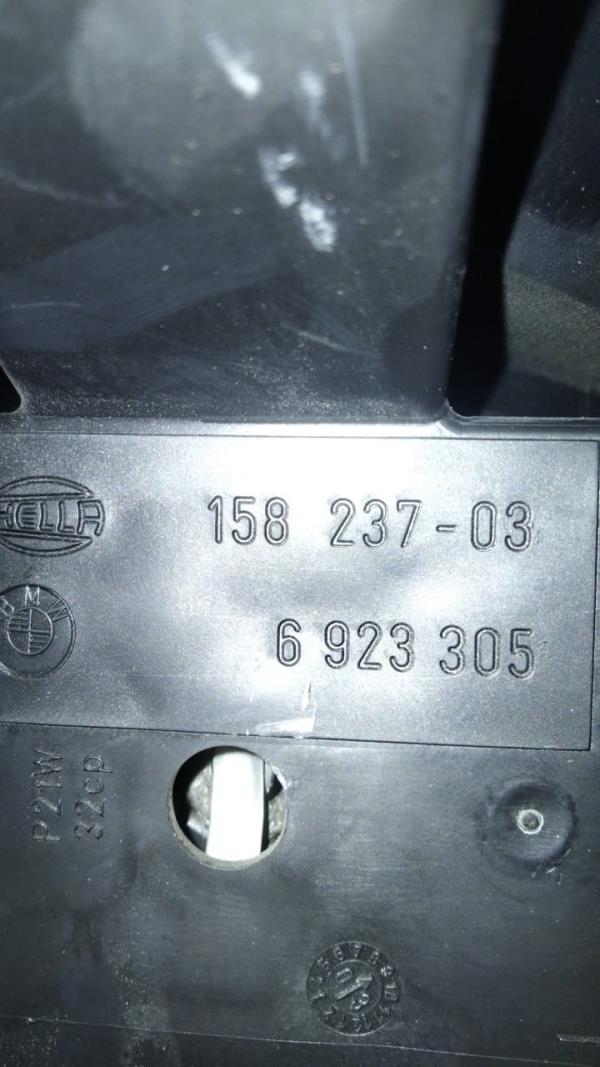 HELLA
158 237-03
BMW
6 923 305
P21W
32cp